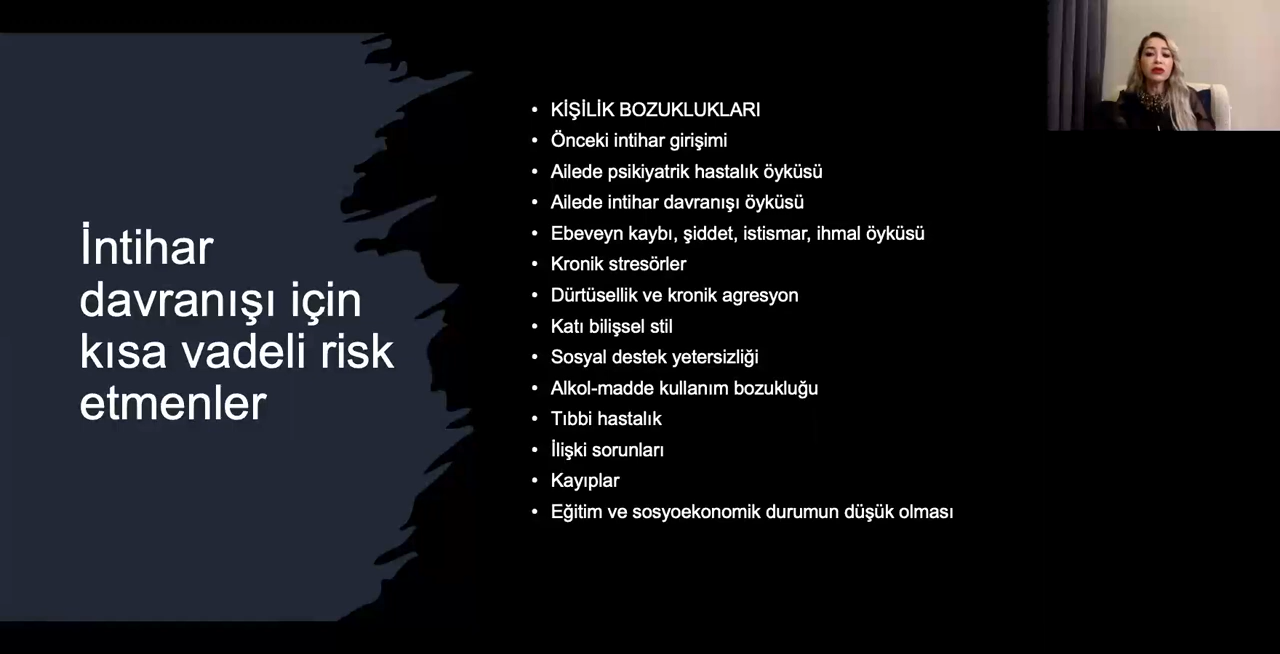 İntihar
davranışı için
kısa vadeli risk
etmenler
• KİŞİLİK BOZUKLUKLARI
• Önceki intihar girişimi
• Ailede psikiyatrik hastalık öyküsü
• Ailede intihar davranışı öyküsü
• Ebeveyn kaybı, şiddet, istismar, ihmal öyküsü
• Kronik stresörler
• Dürtüsellik ve kronik agresyon
• Katı bilişsel stil
• Sosyal destek yetersizliği
• Alkol-madde kullanım bozukluğu
• Tıbbi hastalık
• İlişki sorunları
• Kayıplar
• Eğitim ve sosyoekonomik durumun düşük olması